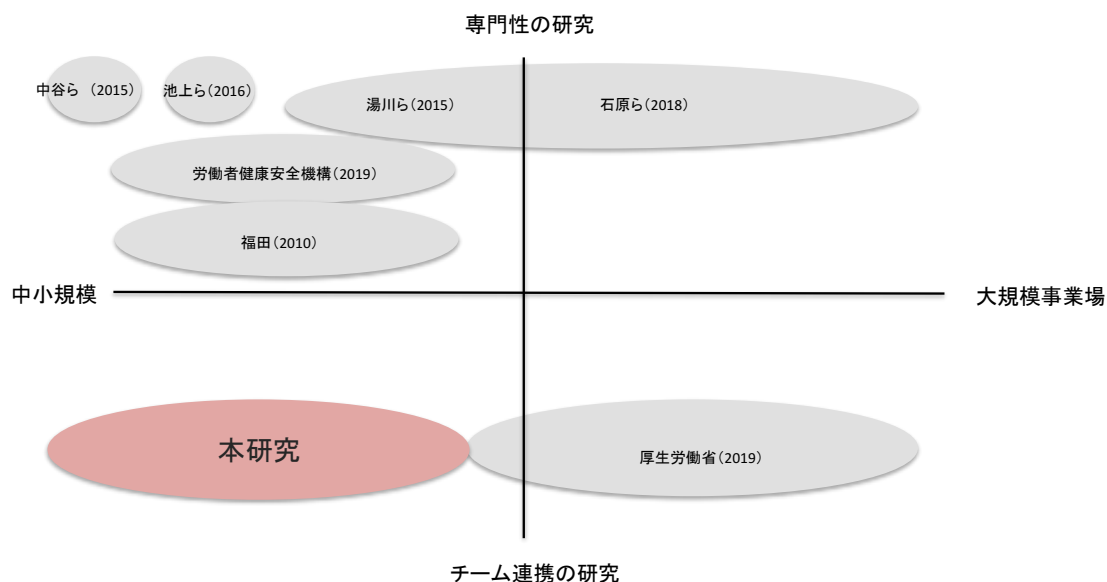 専門性の研究
中谷ら （2015）
池上ら（2016）
湯川ら（2015）
石原ら（2018）
労働者健康安全機構（2019）
福田（2010）
中小規模
大規模事業場
本研究
厚生労働省（2019）
チーム連携の研究